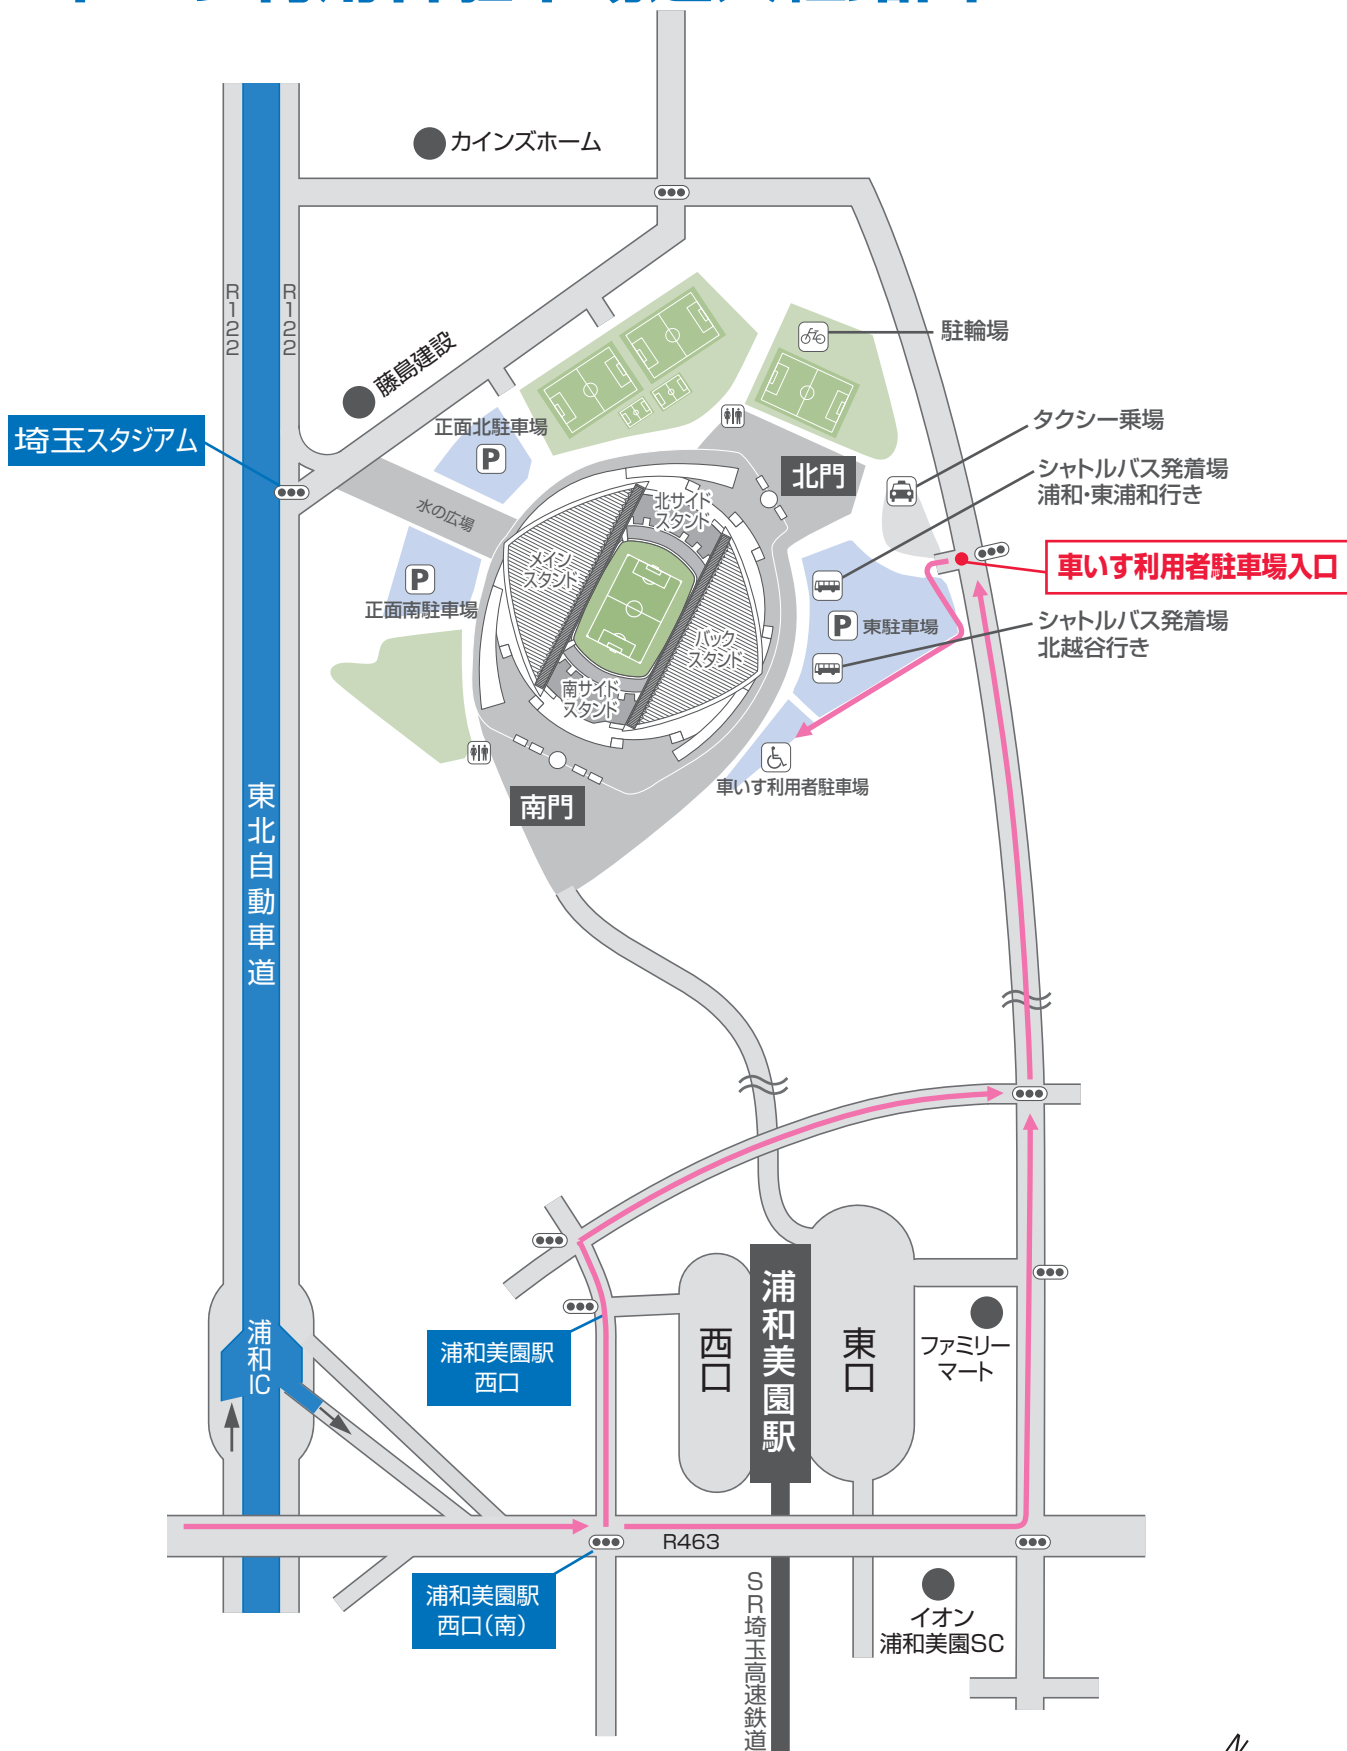 カインズホーム
R122
R122
藤島建設
駐輪場
埼玉スタジアム
正面北駐車場
P
タクシー乗場
北門
シャトルバス発着場
浦和・東浦和行き
水の広場
北サイド
スタンド
メイン
スタンド
P
正面南駐車場
車いす利用者駐車場入口
P 東駐車場
シャトルバス発着場
北越谷行き
バック
スタンド
南サイド
スタンド
車いす利用者駐車場
南門
東北自動車道
浦和IC
浦和美園駅
西口
西口
浦和美園駅
東口
ファミリー
マート
R463
浦和美園駅
西口(南)
SR埼玉高速鉄道
イオン
浦和美園SC
N